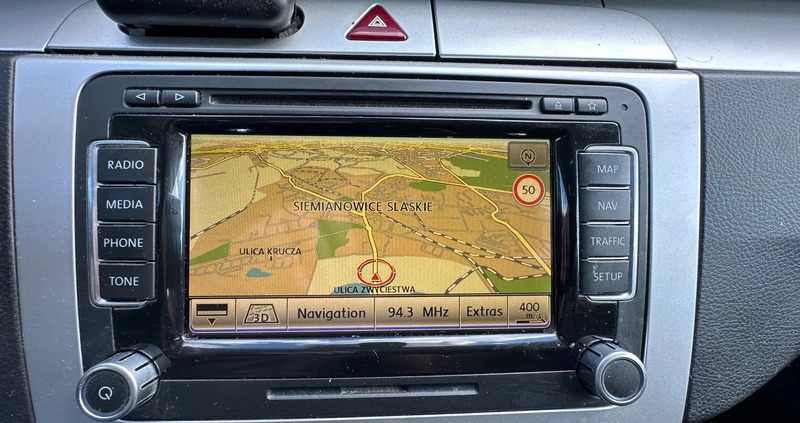 RADIO
MEDIA
PHONE
TONE
MAP
NAV
TRAFFIC
SETUP
N
50
SIEMIANOWICE SLASKIE
ULICA KRUCZA
ULICA ZWYCIESTWA
3D
Navigation
94.3 MHz
Extras
400
m